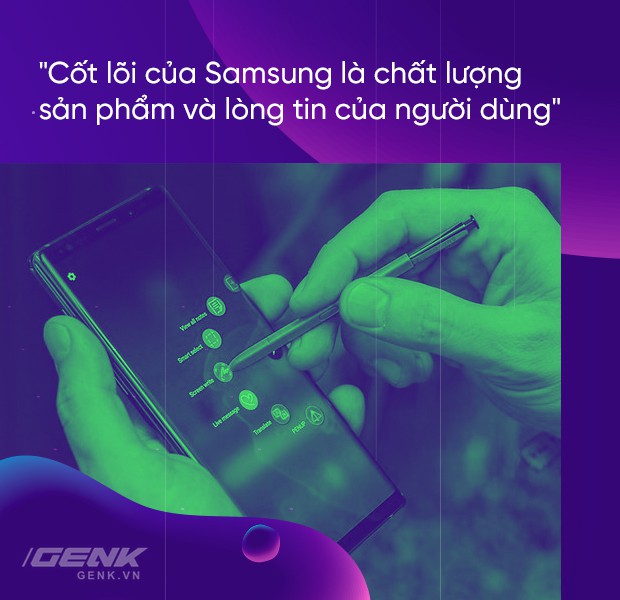 "Cốt lõi của Samsung là chất lượng
sản phẩm và lòng tin của người dùng"
View all notes
Smart select
Screen write
Live message
Translate
PENUP
GENK
GENK.VN